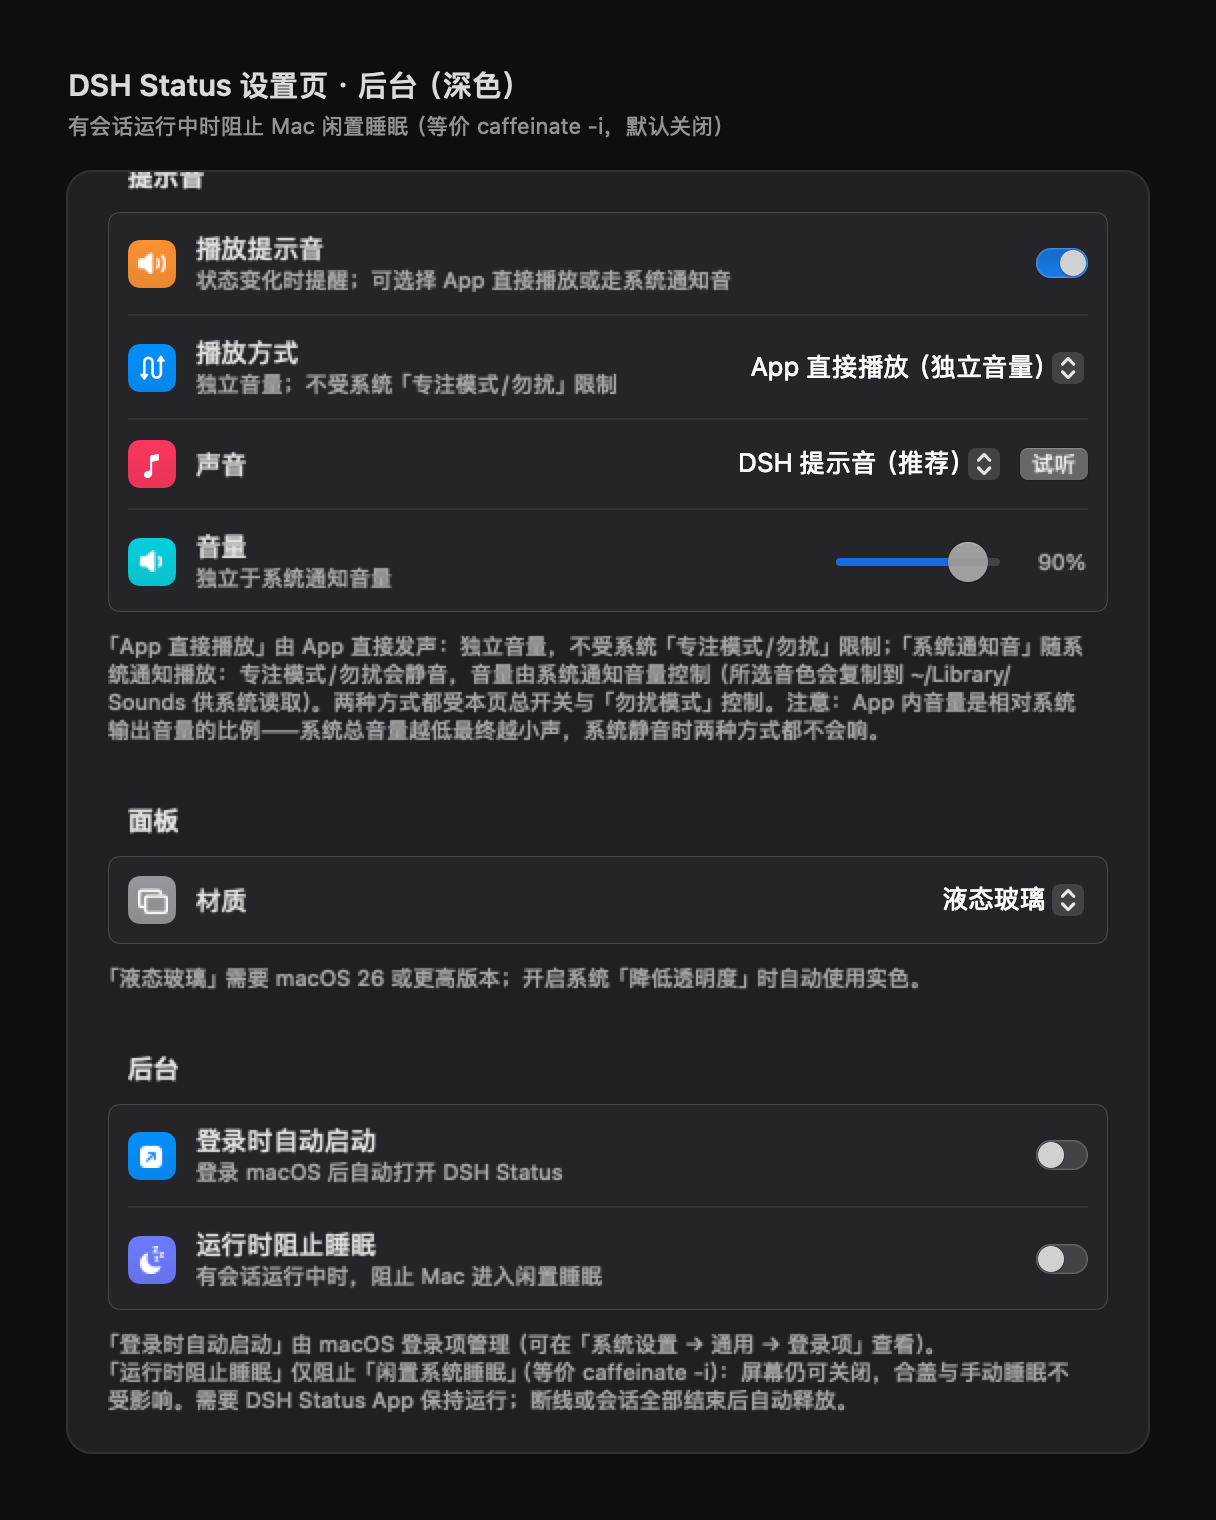 DSH Status 设置页 · 后台（深色）
有会话运行中时阻止 Mac 闲置睡眠（等价 caffeinate -i，默认关闭）
提示音
播放提示音
状态变化时提醒；可选择 App 直接播放或走系统通知音
播放方式
独立音量；不受系统「专注模式/勿扰」限制
App 直接播放（独立音量）
声音
DSH 提示音（推荐）
试听
音量
独立于系统通知音量
90%
「App 直接播放」由 App 直接发声：独立音量，不受系统「专注模式/勿扰」限制；「系统通知音」随系
统通知播放：专注模式/勿扰会静音，音量由系统通知音量控制（所选音色会复制到 ~/Library/
Sounds 供系统读取）。两种方式都受本页总开关与「勿扰模式」控制。注意：App 内音量是相对系统
输出音量的比例——系统总音量越低最终越小声，系统静音时两种方式都不会响。
面板
材质
液态玻璃
「液态玻璃」需要 macOS 26 或更高版本；开启系统「降低透明度」时自动使用实色。
后台
登录时自动启动
登录 macOS 后自动打开 DSH Status
运行时阻止睡眠
有会话运行中时，阻止 Mac 进入闲置睡眠
「登录时自动启动」由 macOS 登录项管理（可在「系统设置 → 通用 → 登录项」查看）。
「运行时阻止睡眠」仅阻止「闲置系统睡眠」（等价 caffeinate -i）：屏幕仍可关闭，合盖与手动睡眠不
受影响。需要 DSH Status App 保持运行；断线或会话全部结束后自动释放。